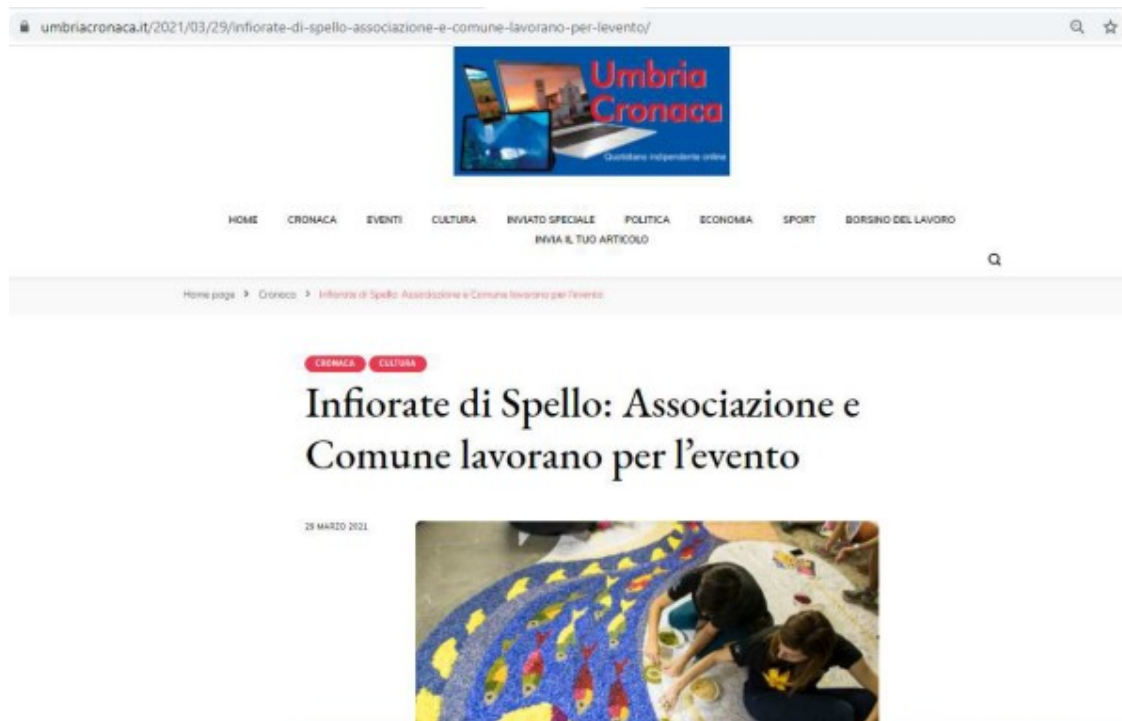 umbriacronaca.it/2021/03/29/infiorate-di-spello-associazione-e-comune-lavorano-per-levento/
Umbria
Cronaca
Quotidiano indipendente online
HOME CRONACA EVENTI CULTURA INVIATO SPECIALE POLITICA ECONOMIA SPORT BORSINO DEL LAVORO
INVIA IL TUO ARTICOLO
Home page > Cronaca > Infiorate di Spello: Associazione e Comune lavorano per l'evento
CRONACA CULTURA
Infiorate di Spello: Associazione e
Comune lavorano per l’evento
29 MARZO 2021